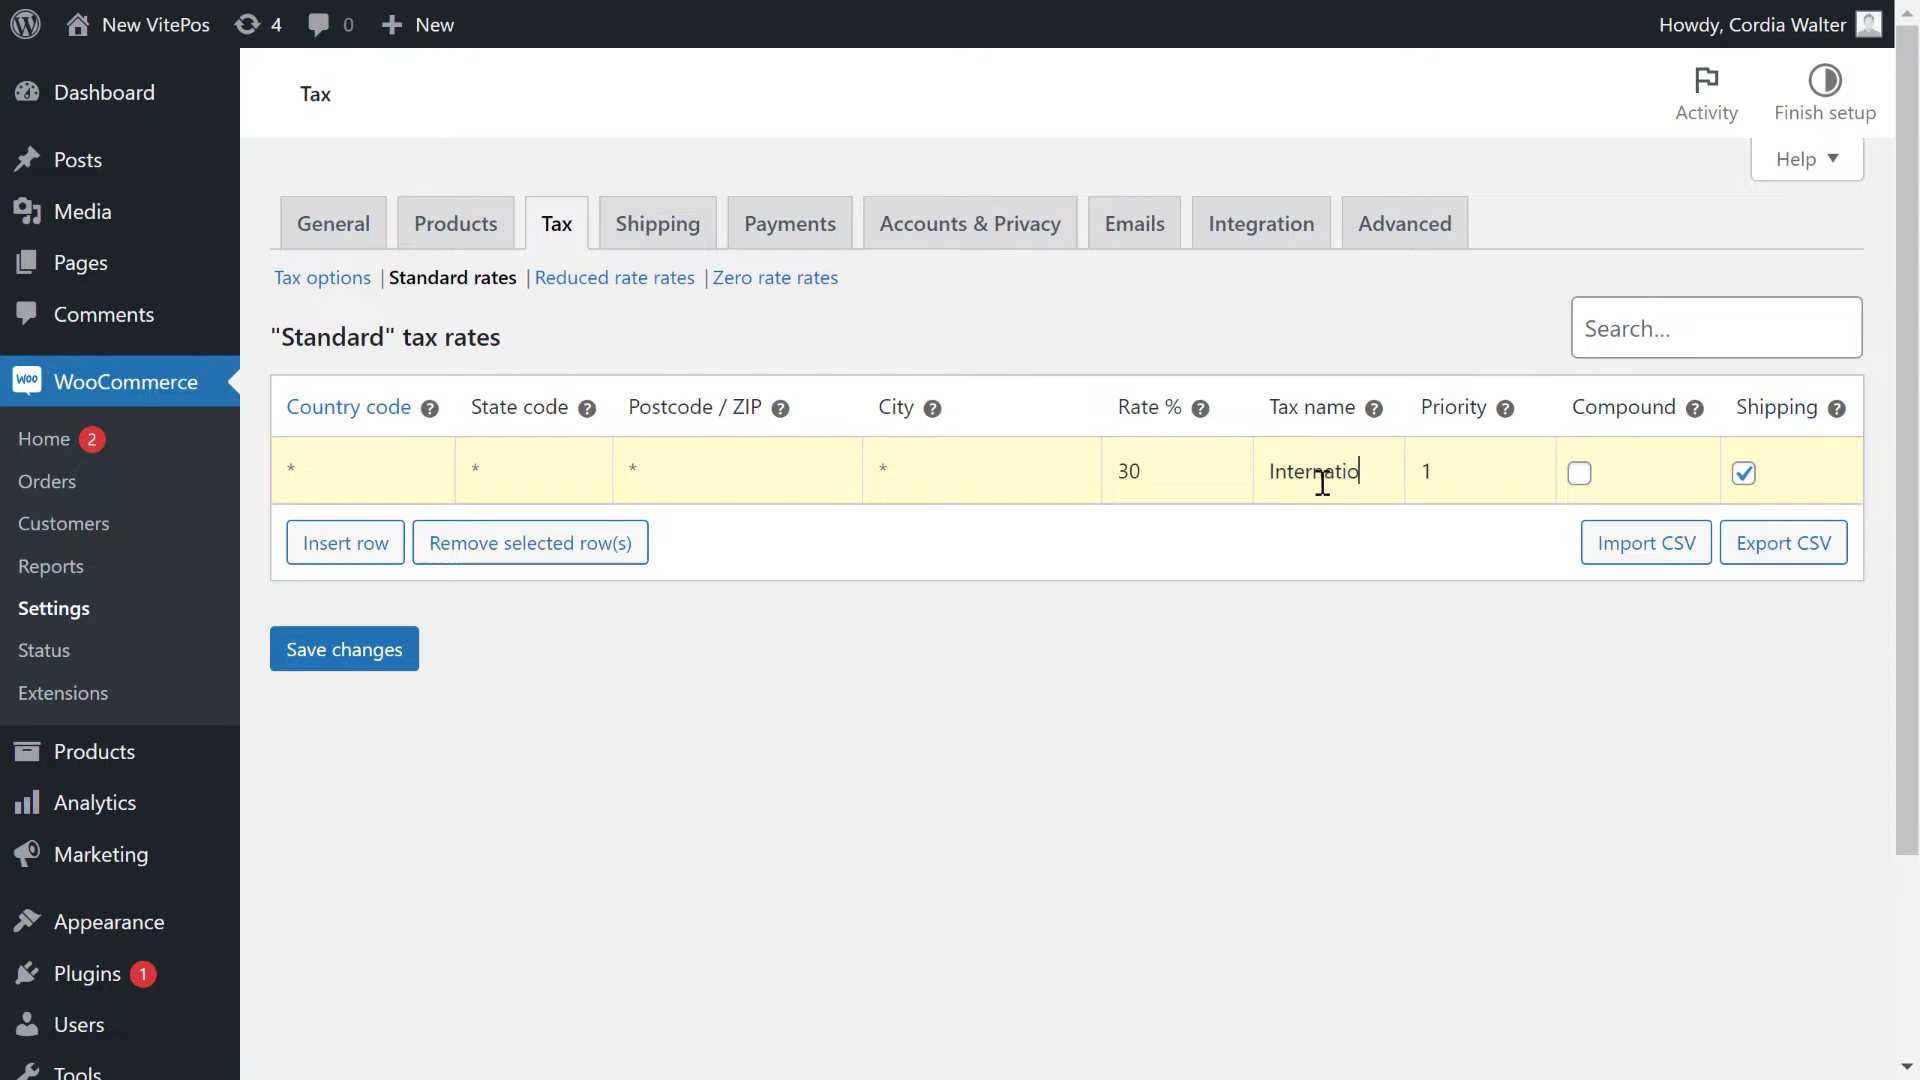 New VitePos 4 0 New Howdy, Cordia Walter
Dashboard
Posts
Media
Pages
Comments
WooCommerce
Home 2
Orders
Customers
Reports
Settings
Status
Extensions
Products
Analytics
Marketing
Appearance
Plugins 1
Users
Tools
Tax
Activity
Finish setup
Help
General Products Tax Shipping Payments Accounts & Privacy Emails Integration Advanced
Tax options | Standard rates | Reduced rate rates | Zero rate rates
"Standard" tax rates
Search...
Country code State code Postcode / ZIP City Rate % Tax name Priority Compound Shipping
* * * * 30 Internatio 1
Insert row Remove selected row(s) Import CSV Export CSV
Save changes